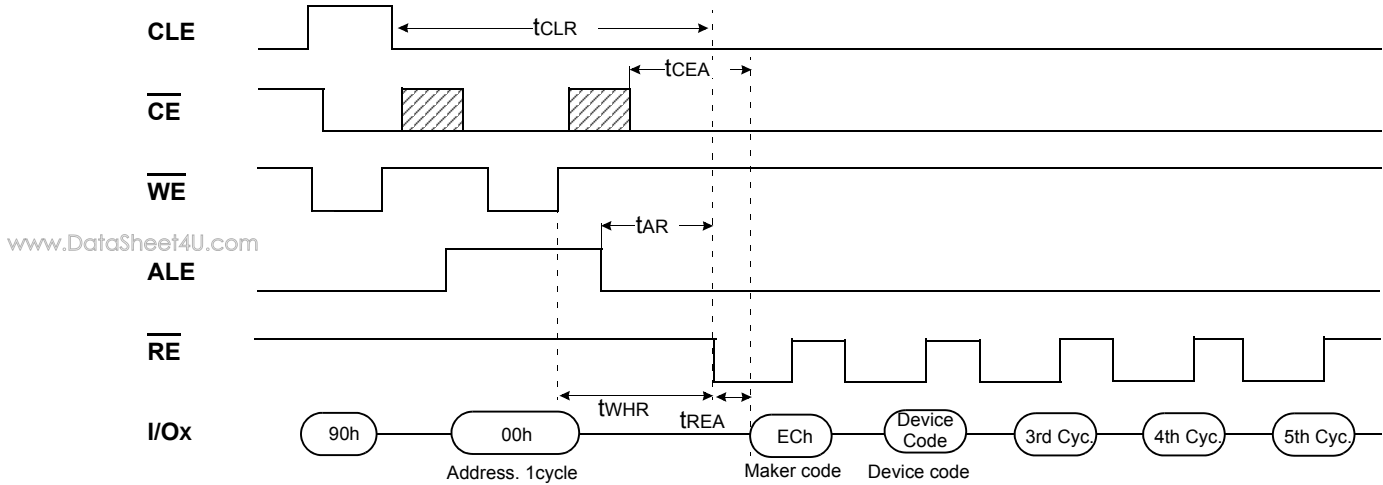 CLE
tCLR
tCEA
CE
WE
tAR
www.DataSheet4U.com
ALE
RE
tWHR
tREA
I/Ox
90h
00h
ECh
Device
Code
3rd Cyc.
4th Cyc.
5th Cyc.
Address. 1cycle
Maker code
Device code